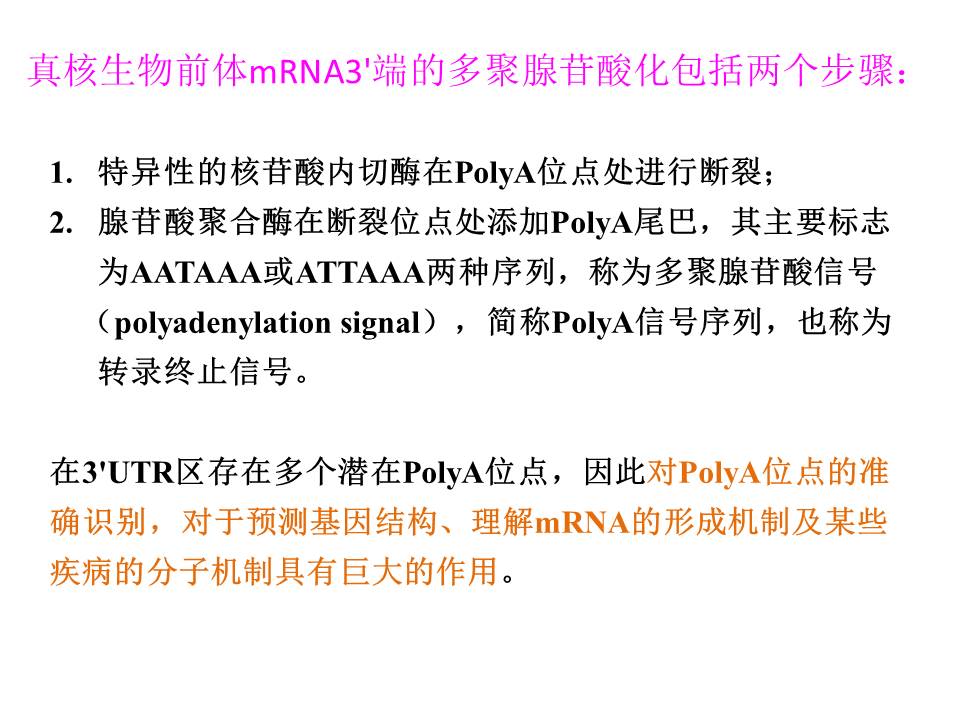 真核生物前体mRNA3'端的多聚腺苷酸化包括两个步骤：
1. 特异性的核苷酸内切酶在PolyA位点处进行断裂；
2. 腺苷酸聚合酶在断裂位点处添加PolyA尾巴，其主要标志
为AATAAA或ATTAAA两种序列，称为多聚腺苷酸信号
（polyadenylation signal），简称PolyA信号序列，也称为
转录终止信号。
在3'UTR区存在多个潜在PolyA位点，因此对PolyA位点的准
确识别，对于预测基因结构、理解mRNA的形成机制及某些
疾病的分子机制具有巨大的作用。